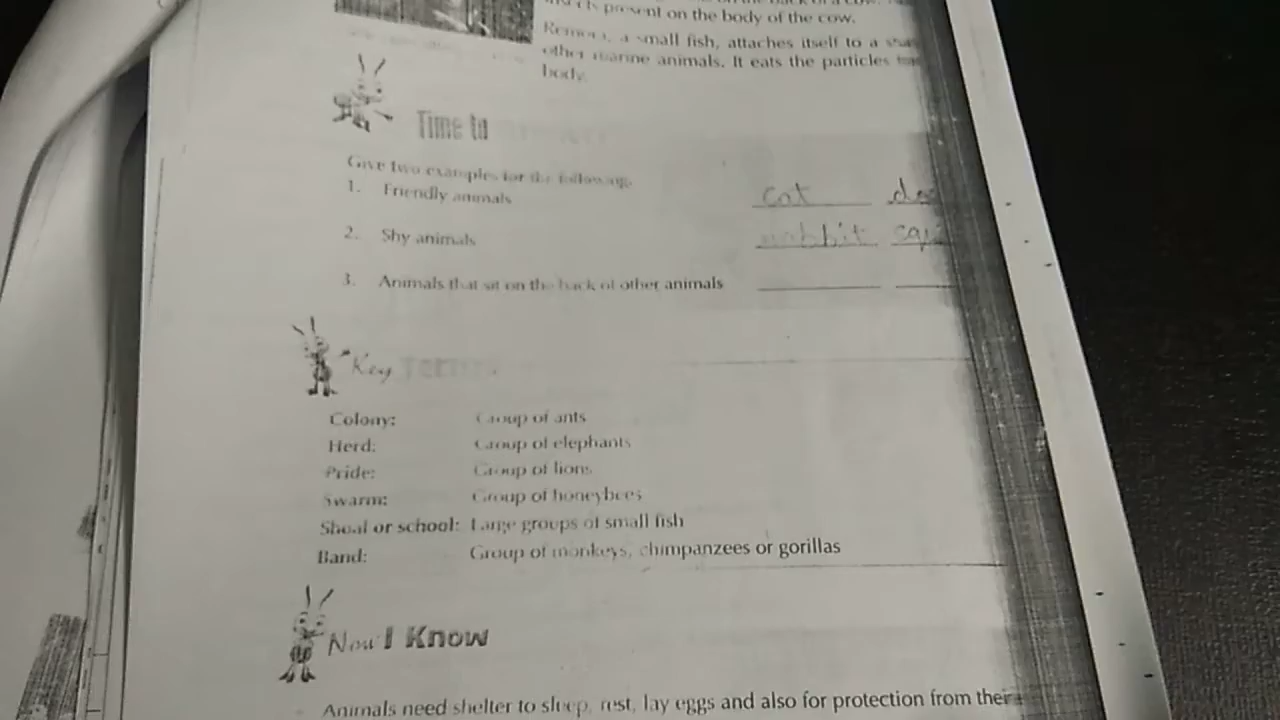 present on the body of the cow.
Remora, a small fish, attaches itself to a
other marine animals. It eats the particles
body.
Time to
Give two examples for the following.
1. Friendly animals cat
2. Shy animals rabbit
3. Animals that sit on the back of other animals
Key Terms
Colony: Group of ants
Herd: Group of elephants
Pride: Group of lions
Swarm: Group of honeybees
Shoal or school: Large groups of small fish
Band: Group of monkeys, chimpanzees or gorillas
Now I Know
Animals need shelter to sleep, rest, lay eggs and also for protection from their